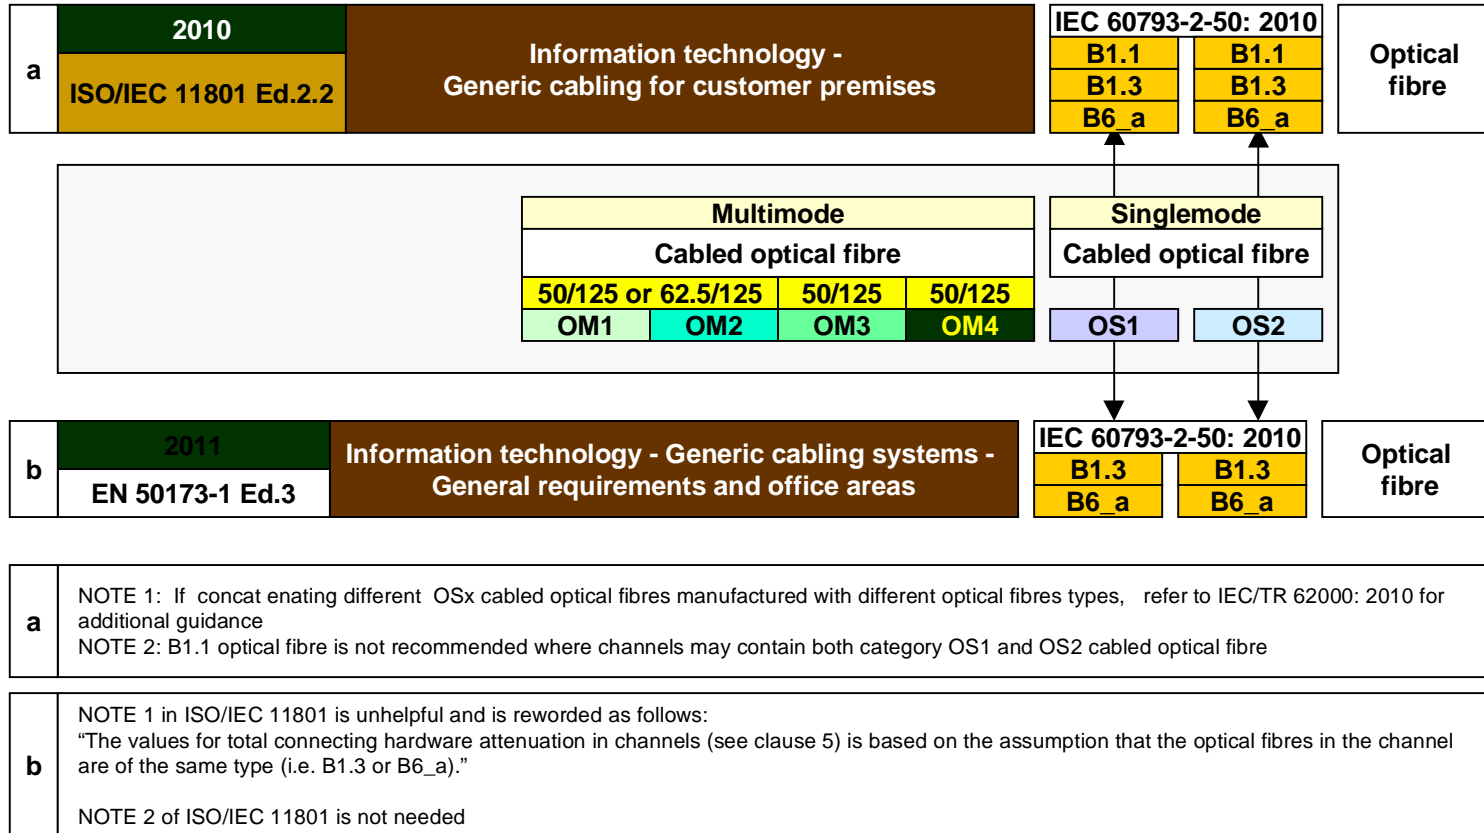 a
2010
ISO/IEC 11801 Ed.2.2
Information technology -
Generic cabling for customer premises
IEC 60793-2-50: 2010
B1.1 B1.1
B1.3 B1.3
B6_a B6_a
Optical
fibre
Multimode Singlemode
Cabled optical fibre Cabled optical fibre
50/125 or 62.5/125 50/125 50/125
OM1 OM2 OM3 OM4 OS1 OS2
b
2011
EN 50173-1 Ed.3
Information technology - Generic cabling systems -
General requirements and office areas
IEC 60793-2-50: 2010
B1.3 B1.3
B6_a B6_a
Optical
fibre
a
NOTE 1: If concat enating different OSx cabled optical fibres manufactured with different optical fibres types, refer to IEC/TR 62000: 2010 for
additional guidance
NOTE 2: B1.1 optical fibre is not recommended where channels may contain both category OS1 and OS2 cabled optical fibre
b
NOTE 1 in ISO/IEC 11801 is unhelpful and is reworded as follows:
“The values for total connecting hardware attenuation in channels (see clause 5) is based on the assumption that the optical fibres in the channel
are of the same type (i.e. B1.3 or B6_a).”
NOTE 2 of ISO/IEC 11801 is not needed